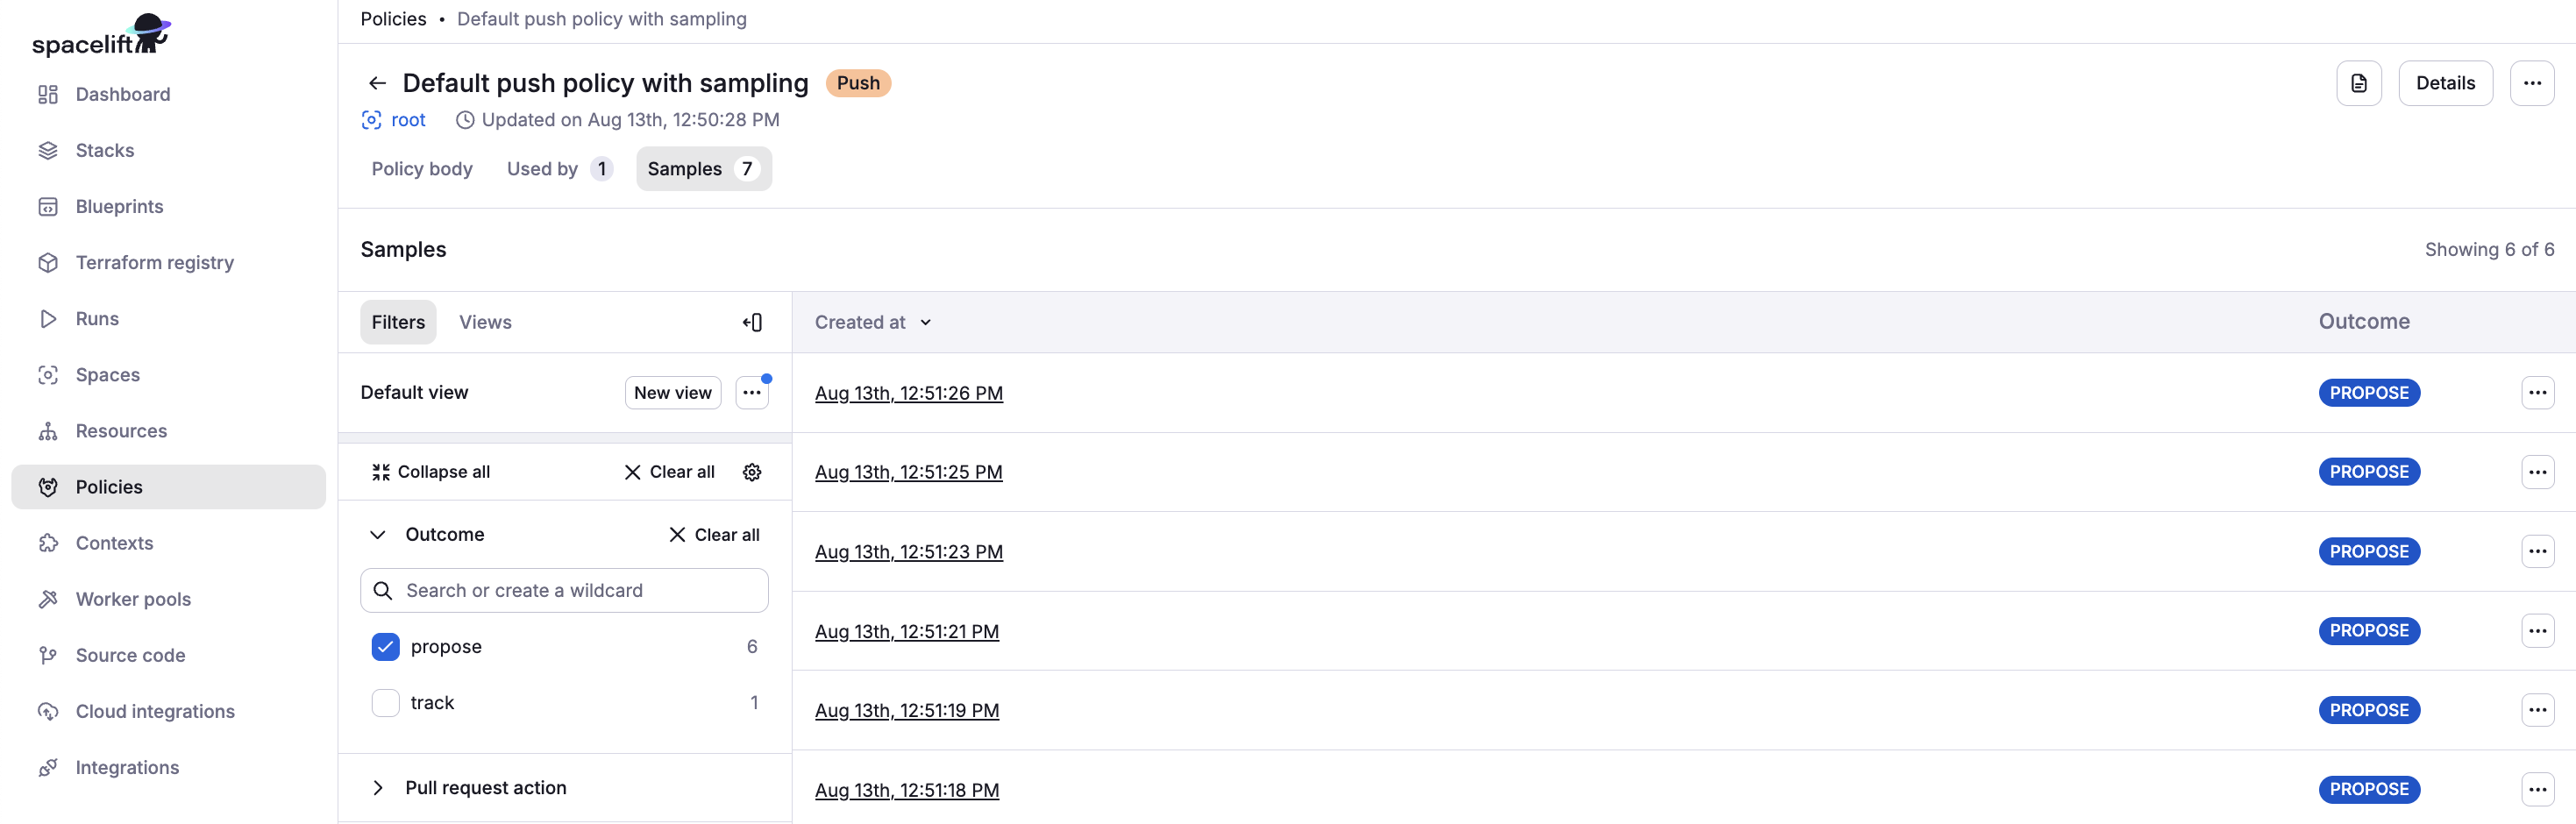 spacelift
Dashboard
Stacks
Blueprints
Terraform registry
Runs
Spaces
Resources
Policies
Contexts
Worker pools
Source code
Cloud integrations
Integrations
Policies • Default push policy with sampling
Default push policy with sampling Push
Details
root Updated on Aug 13th, 12:50:28 PM
Policy body Used by 1 Samples 7
Samples
Showing 6 of 6
Filters Views
Default view New view
Collapse all Clear all
Outcome Clear all
Search or create a wildcard
propose 6
track 1
Pull request action
Created at Outcome
Aug 13th, 12:51:26 PM PROPOSE
Aug 13th, 12:51:25 PM PROPOSE
Aug 13th, 12:51:23 PM PROPOSE
Aug 13th, 12:51:21 PM PROPOSE
Aug 13th, 12:51:19 PM PROPOSE
Aug 13th, 12:51:18 PM PROPOSE